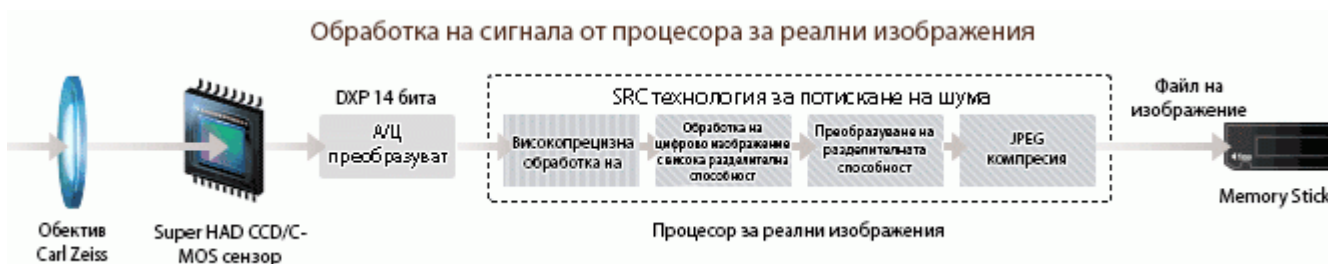 Обработка на сигнала от процесора за реални изображения
DXP 14 бита
А/Ц
преобразуват
SRC технология за потискане на шума
Високопрецизна
обработка на
Обработка на
цифрово изображение
с висока разделителна
способност
Преобразуване на
разделителната
способност
JPEG
компресия
Файл на
изображение
Memory Stick
Обектив
Carl Zeiss
Super HAD CCD/C-
MOS сензор
Процесор за реални изображения